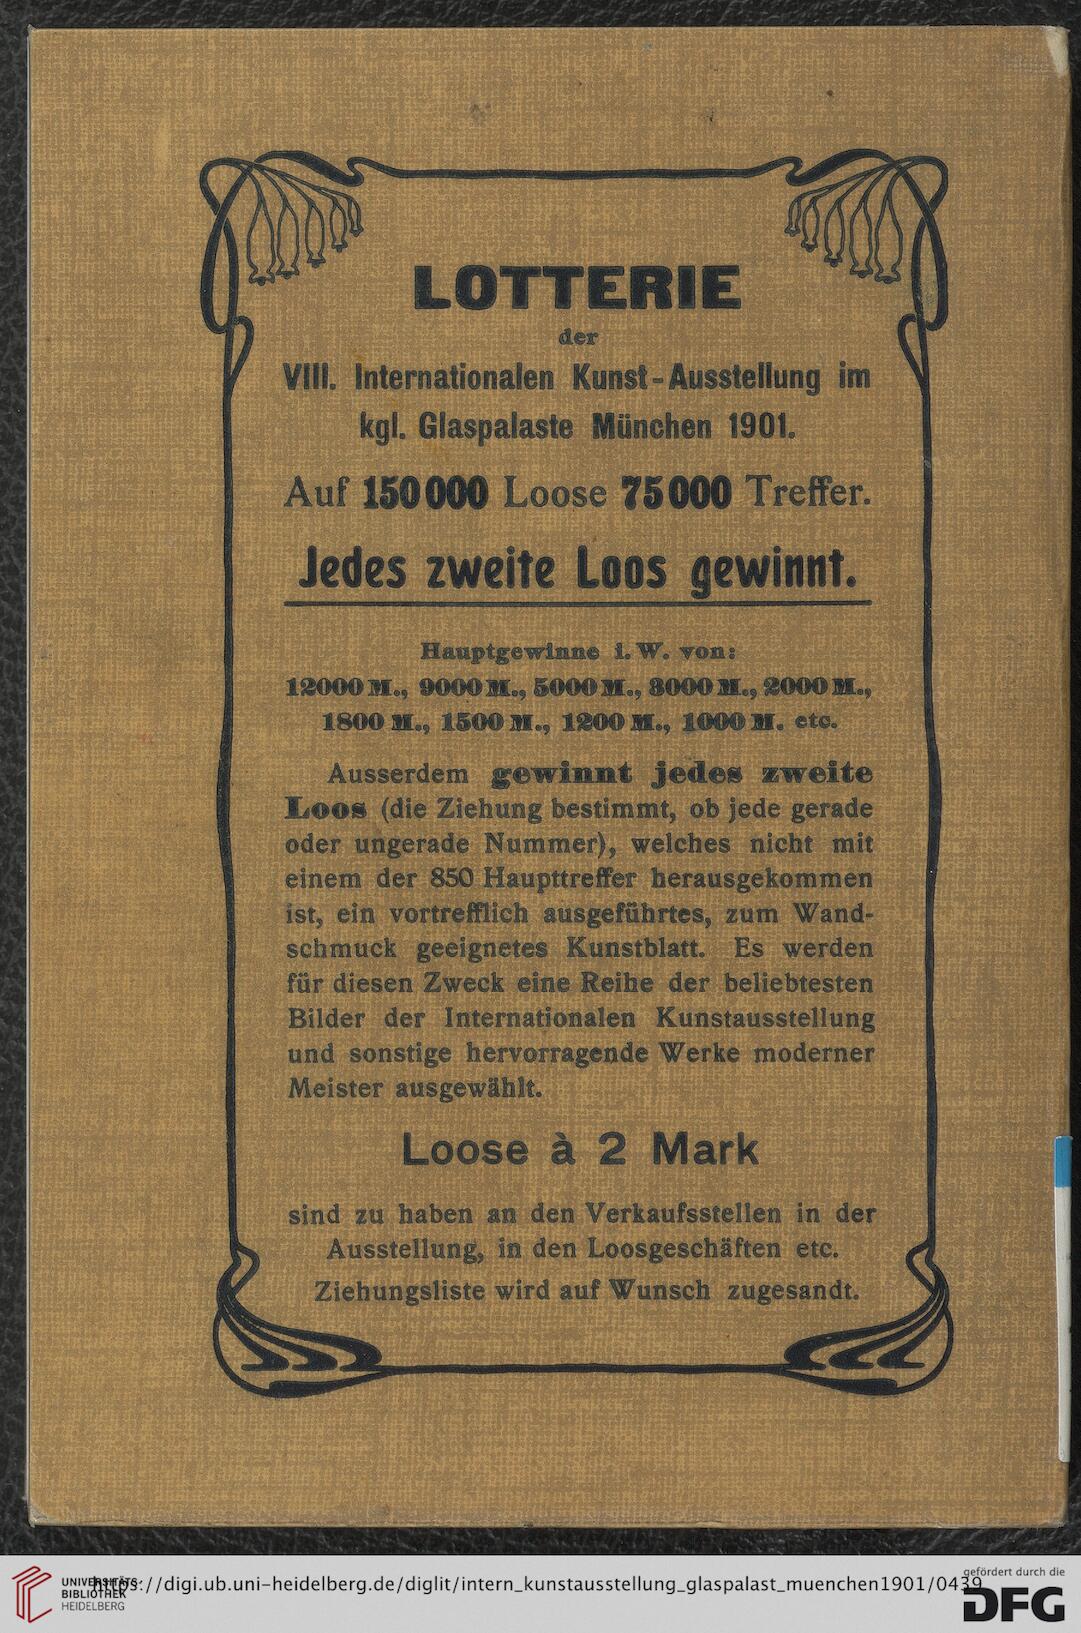 LOTTERIE
der
VIII. Internationalen Kunst-Ausstellung im
kgl. Glaspalaste München 1901.
Auf 150 000 Loose 75 000 Treffer.
Jedes zweite Loos gewinnt.
Hauptgewinne i. W. von:
12000 M., 9000 M., 5000 M., 3000 M., 2000 M.,
1800 M., 1500 M., 1200 M., 1000 M. etc.
Ausserdem gewinnt jedes zweite
Loos (die Ziehung bestimmt, ob jede gerade
oder ungerade Nummer), welches nicht mit
einem der 850 Haupttreffer herausgekommen
ist, ein vortrefflich ausgeführtes, zum Wand-
schmuck geeignetes Kunstblatt. Es werden
für diesen Zweck eine Reihe der beliebtesten
Bilder der Internationalen Kunstausstellung
und sonstige hervorragende Werke moderner
Meister ausgewählt.
Loose à 2 Mark
sind zu haben an den Verkaufsstellen in der
Ausstellung, in den Loosgeschäften etc.
Ziehungsliste wird auf Wunsch zugesandt.
UNIVERSITÄTS-
BIBLIOTHEK
HEIDELBERG
https://digi.ub.uni-heidelberg.de/diglit/intern_kunstausstellung_glaspalast_muenchen1901/0439
gefördert durch die
DFG